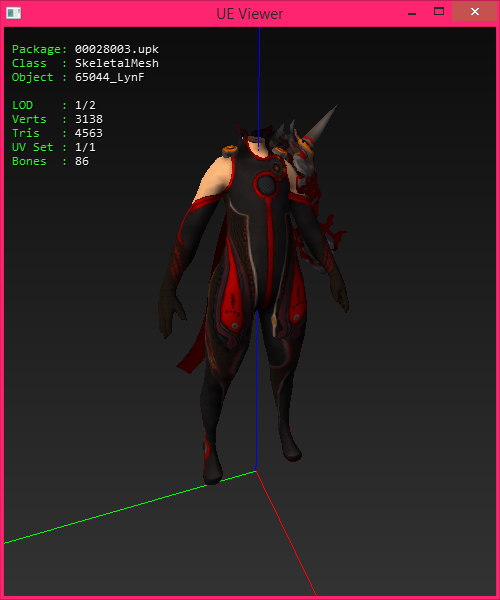 UE Viewer
Package: 00028003.upk
Class : SkeletalMesh
Object : 65044_LynF
LOD : 1/2
Verts : 3138
Tris : 4563
UV Set : 1/1
Bones : 86